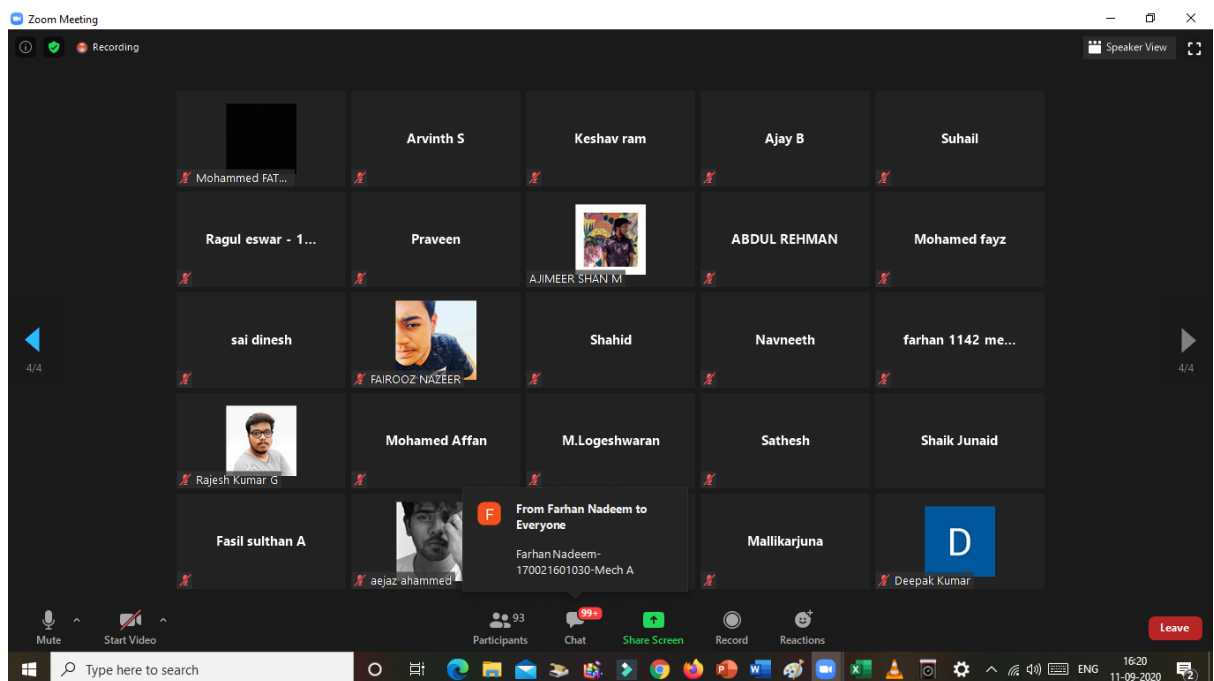 Zoom Meeting
Recording
Speaker View
Mohammed FAT...
Arvinth S
Keshav ram
Ajay B
Suhail
Ragul eswar - 1...
Praveen
AJIMEER SHAN M
ABDUL REHMAN
Mohamed fayz
sai dinesh
FAIROOZ NAZEER
Shahid
Navneeth
farhan 1142 me...
4/4
4/4
Rajesh Kumar G
Mohamed Affan
M.Logeshwaran
Sathesh
Shaik Junaid
Fasil sulthan A
aejaz ahammed
F
From Farhan Nadeem to
Everyone
Farhan Nadeem-
170021601030-Mech A
Mallikarjuna
D
Deepak Kumar
Mute
Start Video
93
Participants
99+
Chat
Share Screen
Record
Reactions
Leave
Type here to search
ENG
16:20
11-09-2020
2